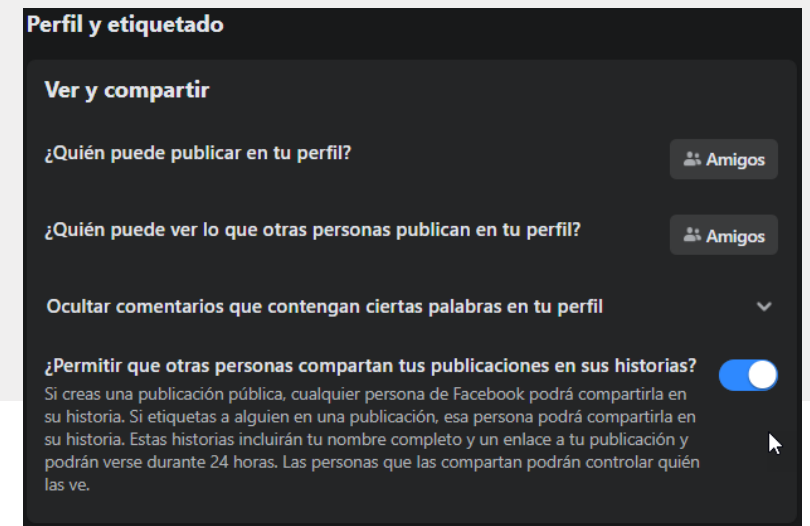 Perfil y etiquetado
Ver y compartir
¿Quién puede publicar en tu perfil?
Amigos
¿Quién puede ver lo que otras personas publican en tu perfil?
Amigos
Ocultar comentarios que contengan ciertas palabras en tu perfil
¿Permitir que otras personas compartan tus publicaciones en sus historias?
Si creas una publicación pública, cualquier persona de Facebook podrá compartirla en
su historia. Si etiquetas a alguien en una publicación, esa persona podrá compartirla en
su historia. Estas historias incluirán tu nombre completo y un enlace a tu publicación y
podrán verse durante 24 horas. Las personas que las compartan podrán controlar quién
las ve.